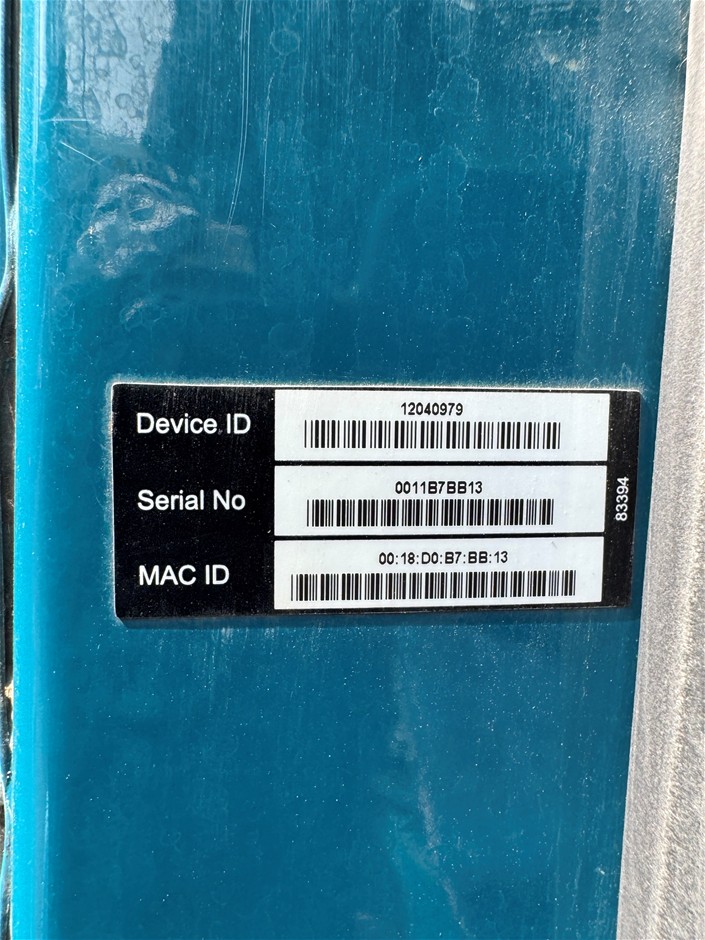 Device ID
12040979
Serial No
0011B7BB13
MAC ID
00:18:D0:B7:BB:13
83394